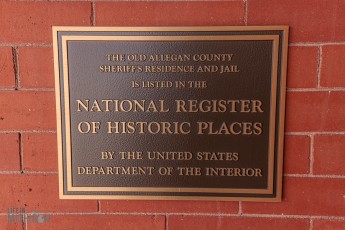 THE OLD ALLEGAN COUNTY
SHERIFF'S RESIDENCE AND JAIL
IS LISTED IN THE
NATIONAL REGISTER
OF HISTORIC PLACES
BY THE UNITED STATES
DEPARTMENT OF THE INTERIOR